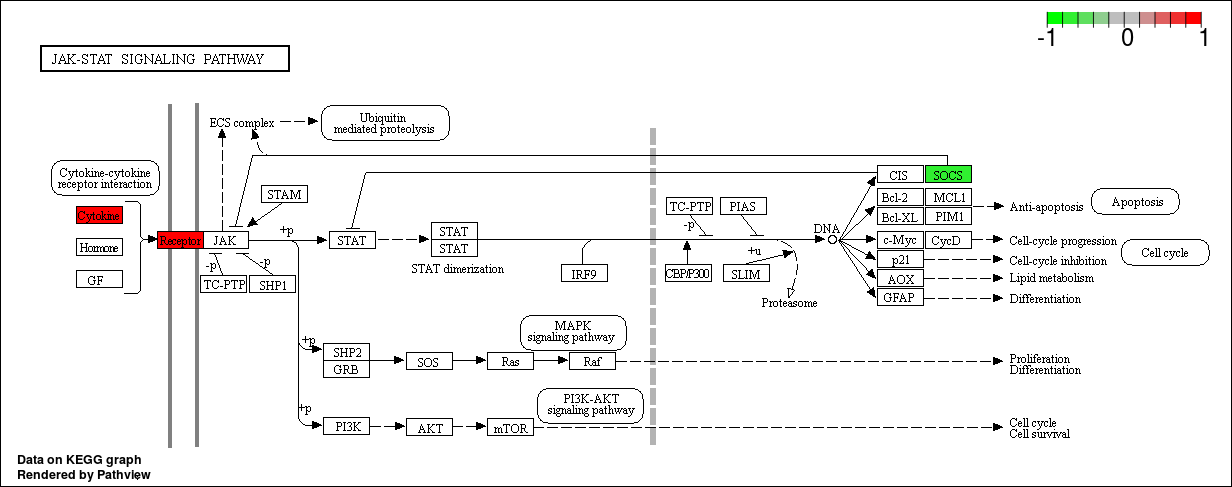 -1 0 1
JAK-STAT SIGNALING PATHWAY
ECS complex
Ubiquitin
mediated proteolysis
Cytokine-cytokine
receptor interaction
Cytokine
Hormone
GF
Receptor
JAK
STAM
+p
-p
-p
TC-PTP
SHP1
STAT
STAT
STAT
STAT dimerization
IRF9
TC-PTP
PIAS
-p
CBP/P300
+u
SLIM
Proteasome
DNA
CIS
SOCS
Bcl-2
MCL1
Bcl-XL
PIM1
c-Myc
CycD
p21
AOX
GFAP
Anti-apoptosis
Apoptosis
Cell-cycle progression
Cell-cycle inhibition
Cell cycle
Lipid metabolism
Differentiation
+p
SHP2
GRB
SOS
Ras
Raf
MAPK
signaling pathway
Proliferation
Differentiation
+p
PI3K
AKT
mTOR
PI3K-AKT
signaling pathway
Cell cycle
Cell survival
Data on KEGG graph
Rendered by Pathview